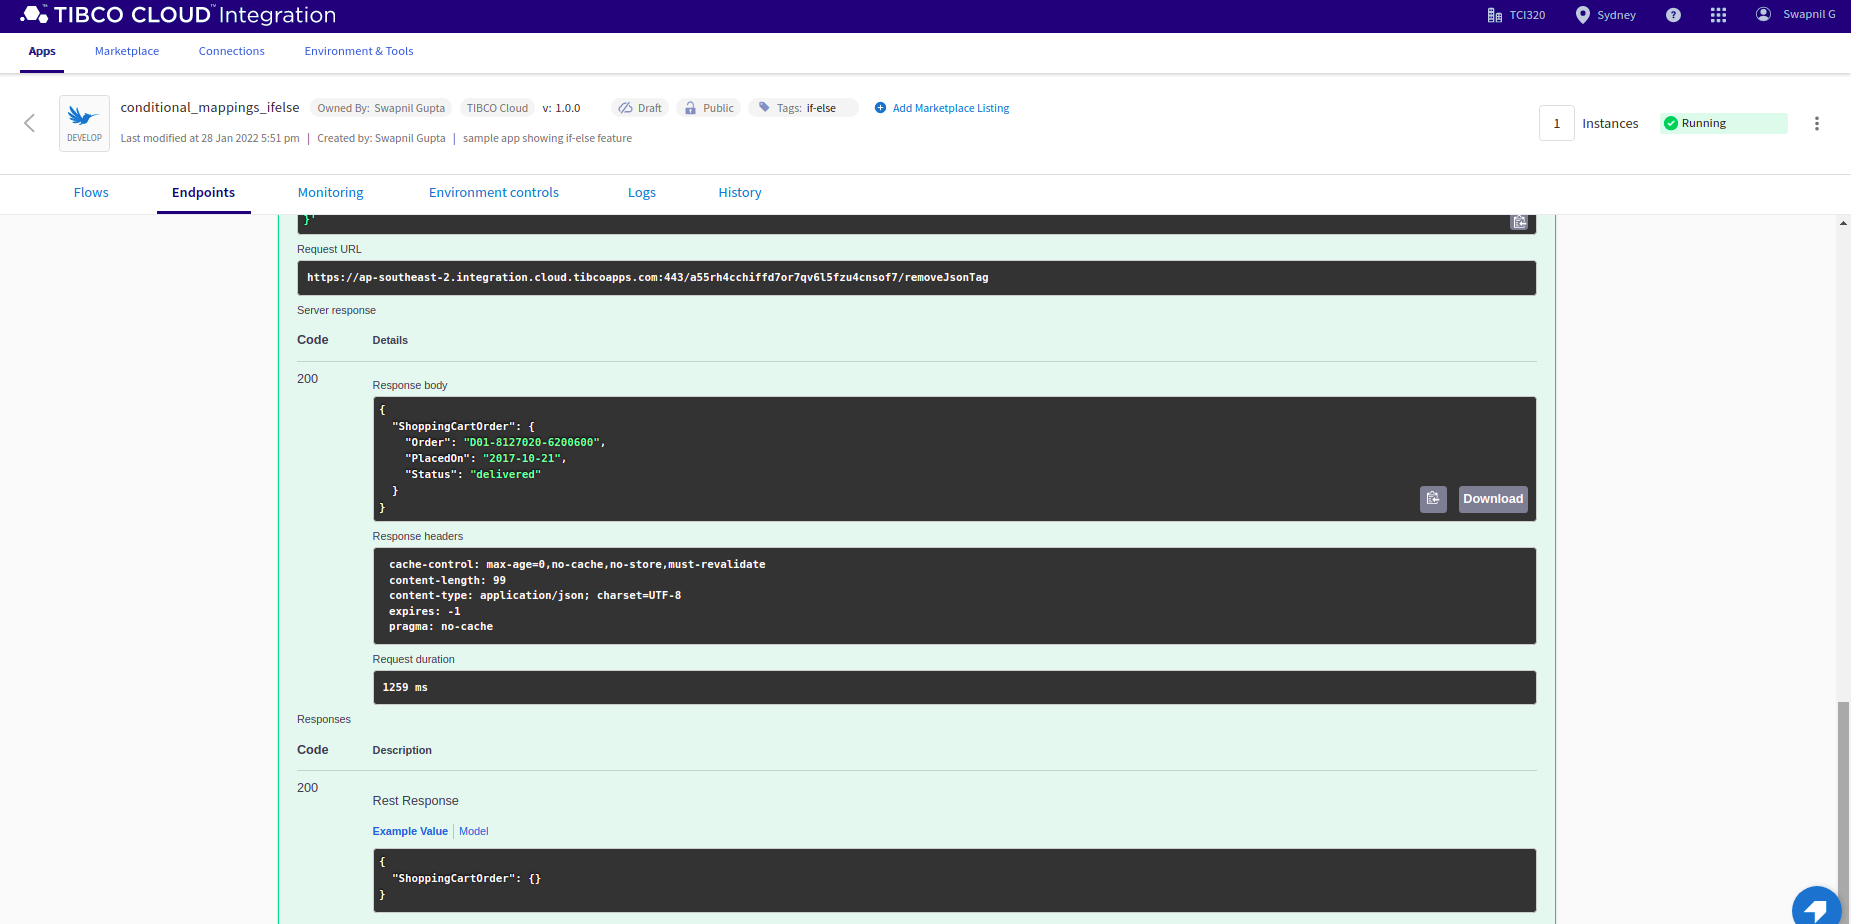 TIBCO CLOUD™ Integration
TCI320
Sydney
?
Swapnil G
Apps
Marketplace
Connections
Environment & Tools
DEVELOP
conditional_mappings_ifelse
Owned By: Swapnil Gupta
TIBCO Cloud
v: 1.0.0
Draft
Public
Tags: if-else
Add Marketplace Listing
Last modified at 28 Jan 2022 5:51 pm | Created by: Swapnil Gupta | sample app showing if-else feature
1 Instances
Running
Flows
Endpoints
Monitoring
Environment controls
Logs
History
}'
Request URL
https://ap-southeast-2.integration.cloud.tibcoapps.com:443/a55rh4cchiffd7or7qv6l5fzu4cnsof7/removeJsonTag
Server response
Code Details
200
Response body
{
"ShoppingCartOrder": {
"Order": "D01-8127020-6200600",
"PlacedOn": "2017-10-21",
"Status": "delivered"
}
}
Download
Response headers
cache-control: max-age=0,no-cache,no-store,must-revalidate
content-length: 99
content-type: application/json; charset=UTF-8
expires: -1
pragma: no-cache
Request duration
1259 ms
Responses
Code Description
200
Rest Response
Example Value | Model
{
"ShoppingCartOrder": {}
}